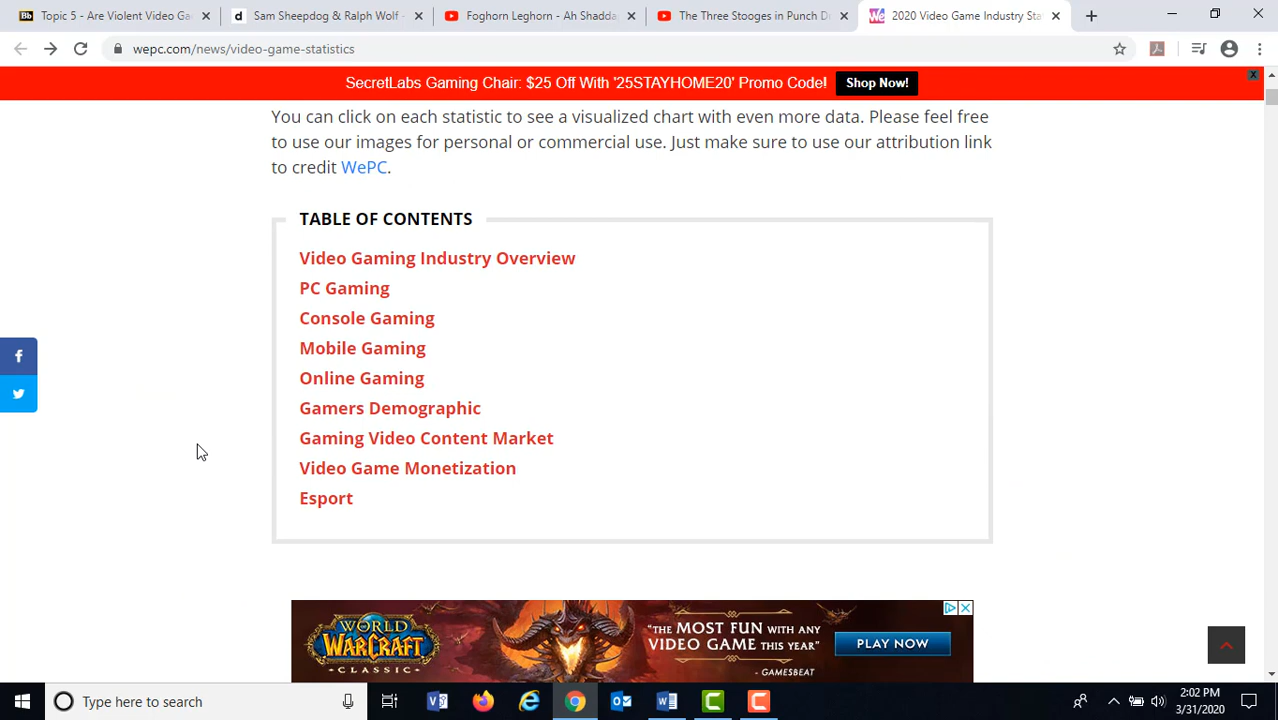 Topic 5 - Are Violent Video Ga
Sam Sheepdog & Ralph Wolf -
Foghorn Leghorn - Ah Shadda
The Three Stooges in Punch D
2020 Video Game Industry Sta
wepc.com/news/video-game-statistics
SecretLabs Gaming Chair: $25 Off With '25STAYHOME20' Promo Code! Shop Now!
X
You can click on each statistic to see a visualized chart with even more data. Please feel free
to use our images for personal or commercial use. Just make sure to use our attribution link
to credit WePC.
TABLE OF CONTENTS
Video Gaming Industry Overview
PC Gaming
Console Gaming
Mobile Gaming
Online Gaming
Gamers Demographic
Gaming Video Content Market
Video Game Monetization
Esport
WORLD
WARCRAFT
CLASSIC
"THE MOST FUN WITH ANY
VIDEO GAME THIS YEAR"
- GAMESBEAT
PLAY NOW
Type here to search
2:02 PM
3/31/2020